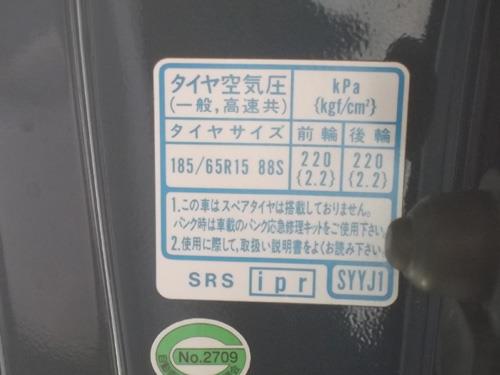 タイヤ空気圧 kPa
(一般,高速共) {kgf/cm²}
タイヤサイズ 前輪 後輪
185/65R15 88S 220 220
{2.2} {2.2}
1.この車はスペアタイヤは搭載しておりません。
パンク時は車載のパンク応急修理キットをご使用下さい
2.使用に際して、取扱い説明書をよくお読み下さい
SRS ipr SYYJ1
No.2709